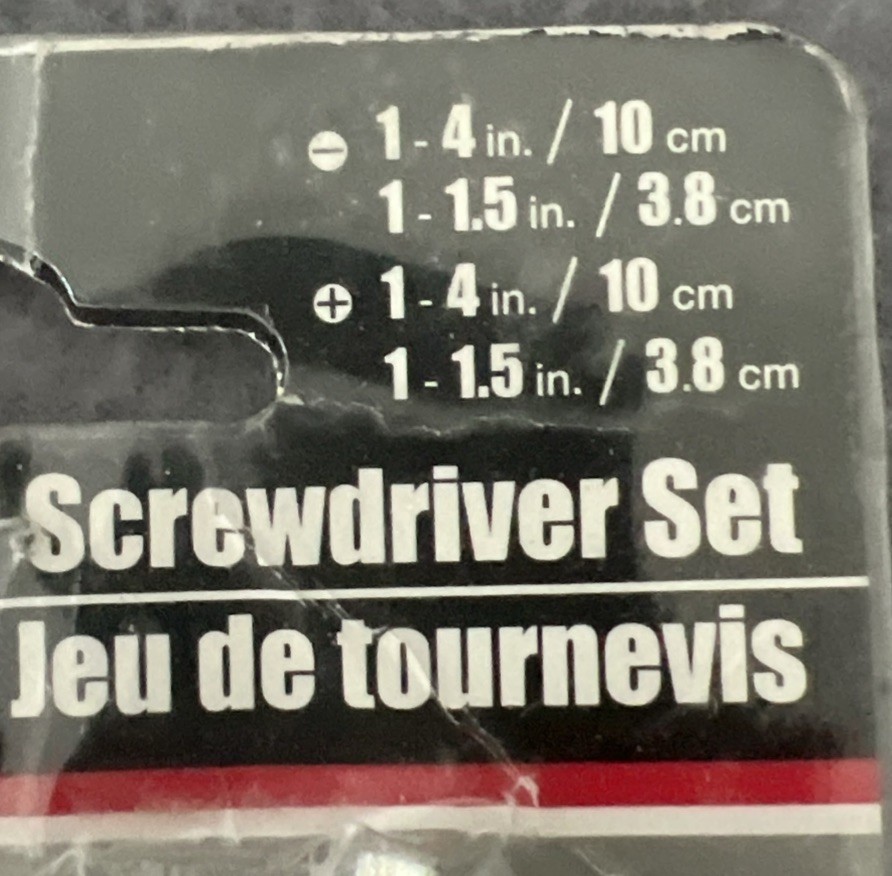 ⊖ 1 - 4 in. / 10 cm
1 - 1.5 in. / 3.8 cm
⊕ 1 - 4 in. / 10 cm
1 - 1.5 in. / 3.8 cm
Screwdriver Set
Jeu de tournevis